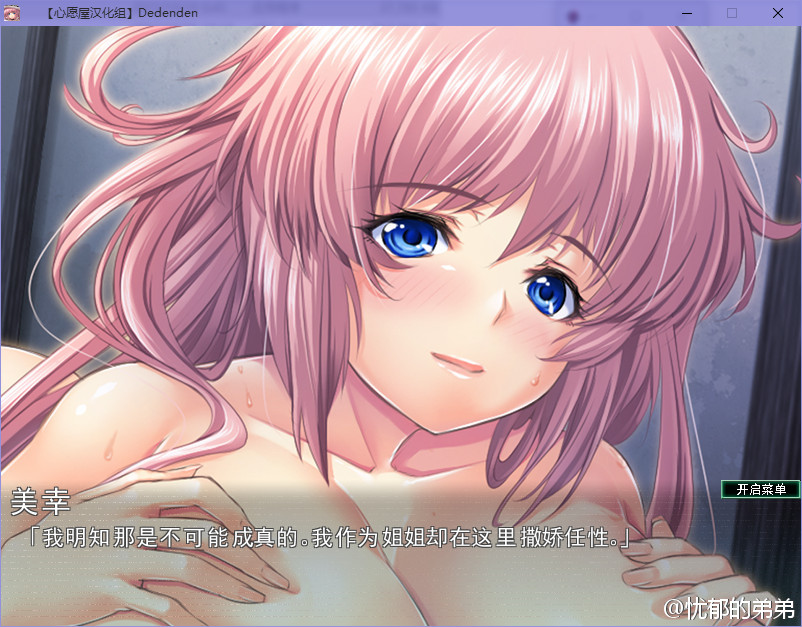 【心愿屋汉化组】Dedenden
开启菜单
美幸
「我明知那是不可能成真的。我作为姐姐却在这里撒娇任性。」
@忧郁的弟弟